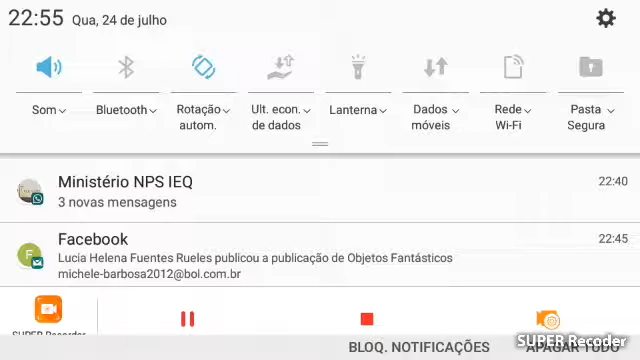 22:55 Qua, 24 de julho
Som
Bluetooth
Rotação autom.
Ult. econ. de dados
Lanterna
Dados móveis
Rede Wi-Fi
Pasta Segura
Ministério NPS IEQ 22:40
3 novas mensagens
F
Facebook 22:45
Lucia Helena Fuentes Rueles publicou a publicação de Objetos Fantásticos
michele-barbosa2012@bol.com.br
SUPER Recorder
BLOQ. NOTIFICAÇÕES APAGAR TUDO
SUPER Recoder